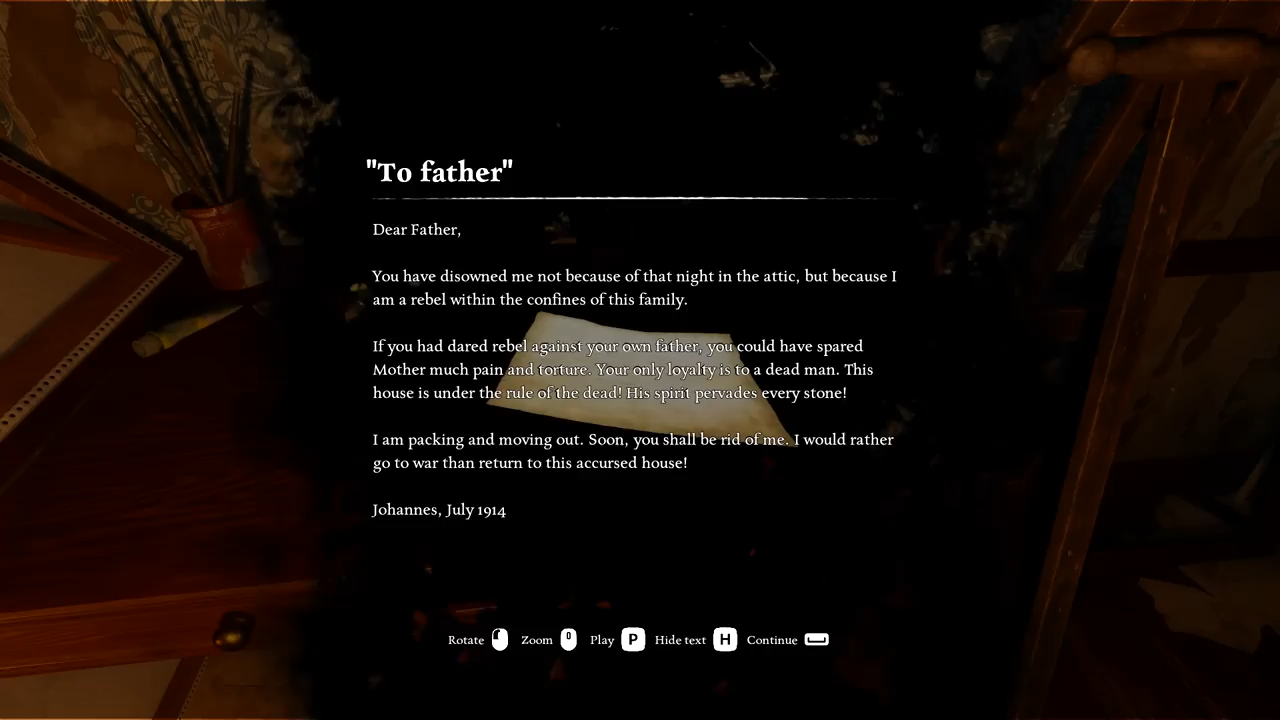 "To father"
Dear Father,
You have disowned me not because of that night in the attic, but because I
am a rebel within the confines of this family.
If you had dared rebel against your own father, you could have spared
Mother much pain and torture. Your only loyalty is to a dead man. This
house is under the rule of the dead! His spirit pervades every stone!
I am packing and moving out. Soon, you shall be rid of me. I would rather
go to war than return to this accursed house!
Johannes, July 1914
Rotate Zoom 0 Play P Hide text H Continue